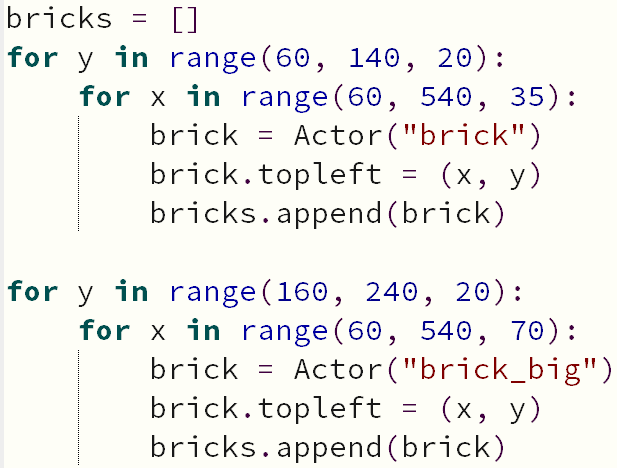 bricks = []
for y in range(60, 140, 20):
    for x in range(60, 540, 35):
        brick = Actor("brick")
        brick.topleft = (x, y)
        bricks.append(brick)

for y in range(160, 240, 20):
    for x in range(60, 540, 70):
        brick = Actor("brick_big")
        brick.topleft = (x, y)
        bricks.append(brick)